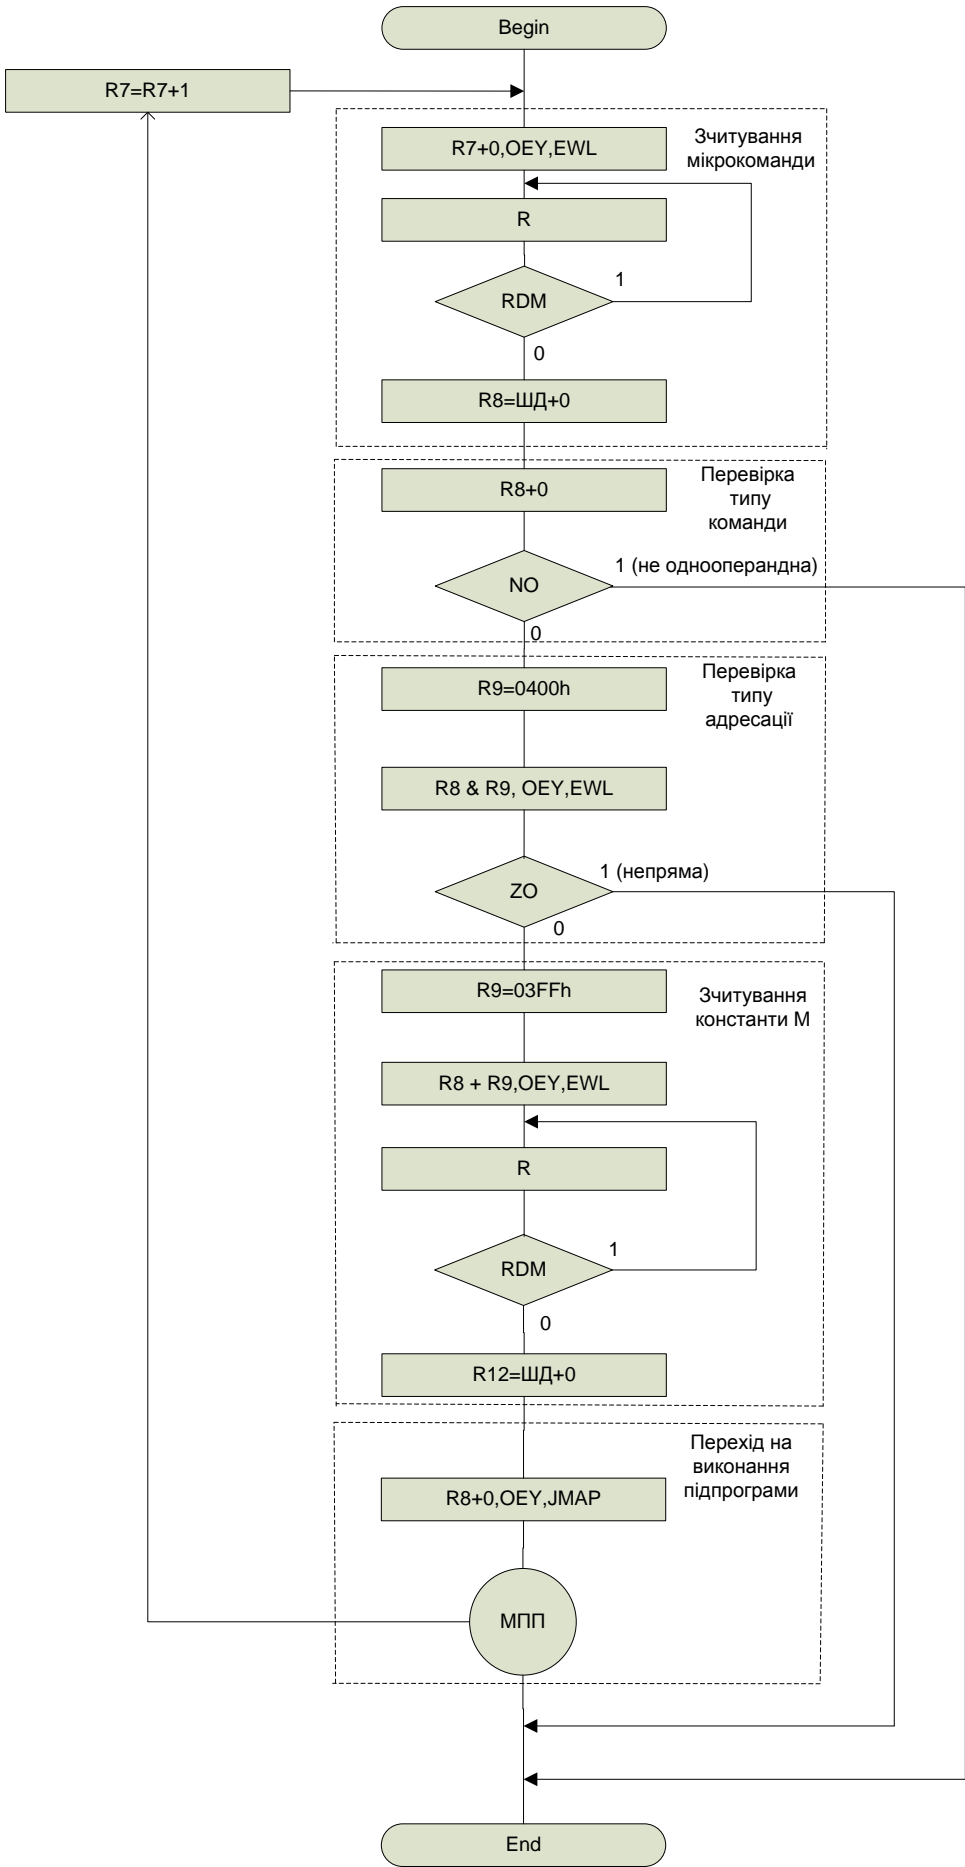 Begin
R7=R7+1
R7+0,OEY,EWL
Зчитування
мікрокоманди
R
RDM
1
0
R8=ШД+0
R8+0
Перевірка
типу
команди
NO
1 (не однооперандна)
0
R9=0400h
Перевірка
типу
адресації
R8 & R9, OEY,EWL
ZO
1 (непряма)
0
R9=03FFh
Зчитування
константи М
R8 + R9,OEY,EWL
R
RDM
1
0
R12=ШД+0
Перехід на
виконання
підпрограми
R8+0,OEY,JMAP
МПП
End